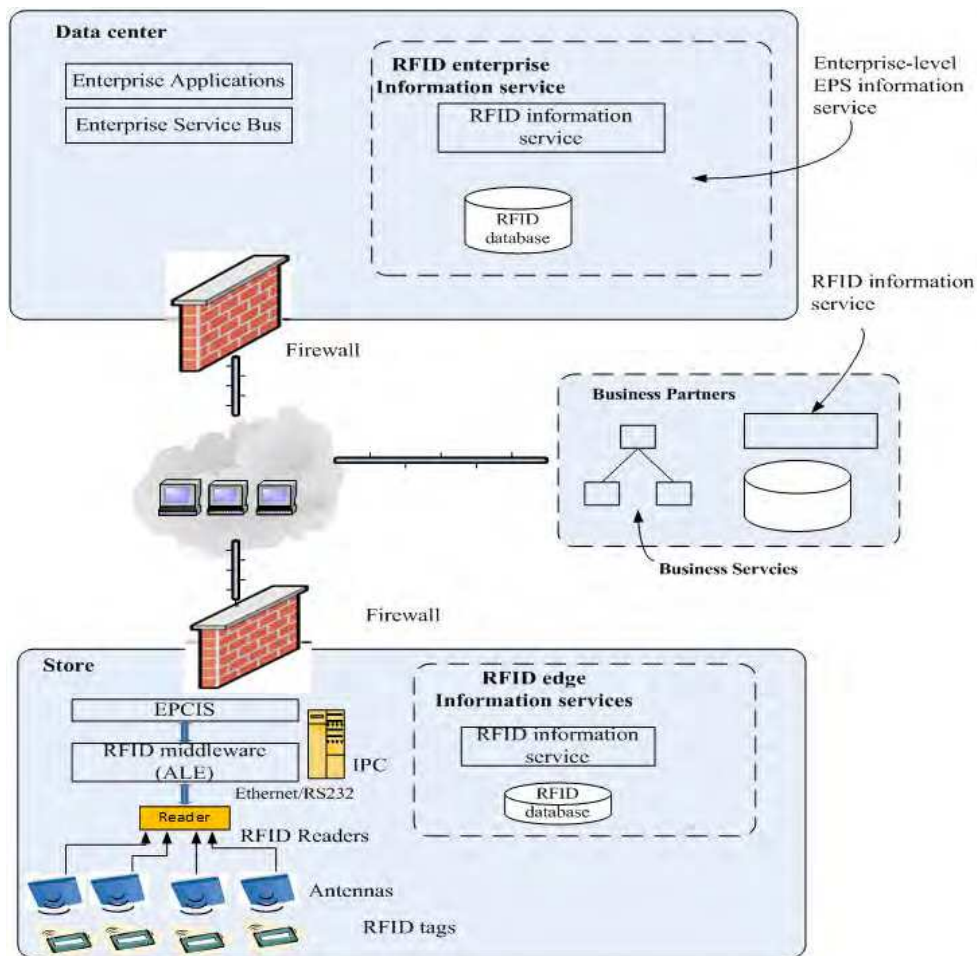 Data center
Enterprise Applications
Enterprise Service Bus
RFID enterprise
Information service
RFID information
service
RFID
database
Enterprise-level
EPS information
service
Firewall
RFID information
service
Business Partners
Business Servcies
Firewall
Store
EPCIS
RFID middleware
(ALE)
IPC
Ethernet/RS232
Reader
RFID Readers
Antennas
RFID tags
RFID edge
Information services
RFID information
service
RFID
database